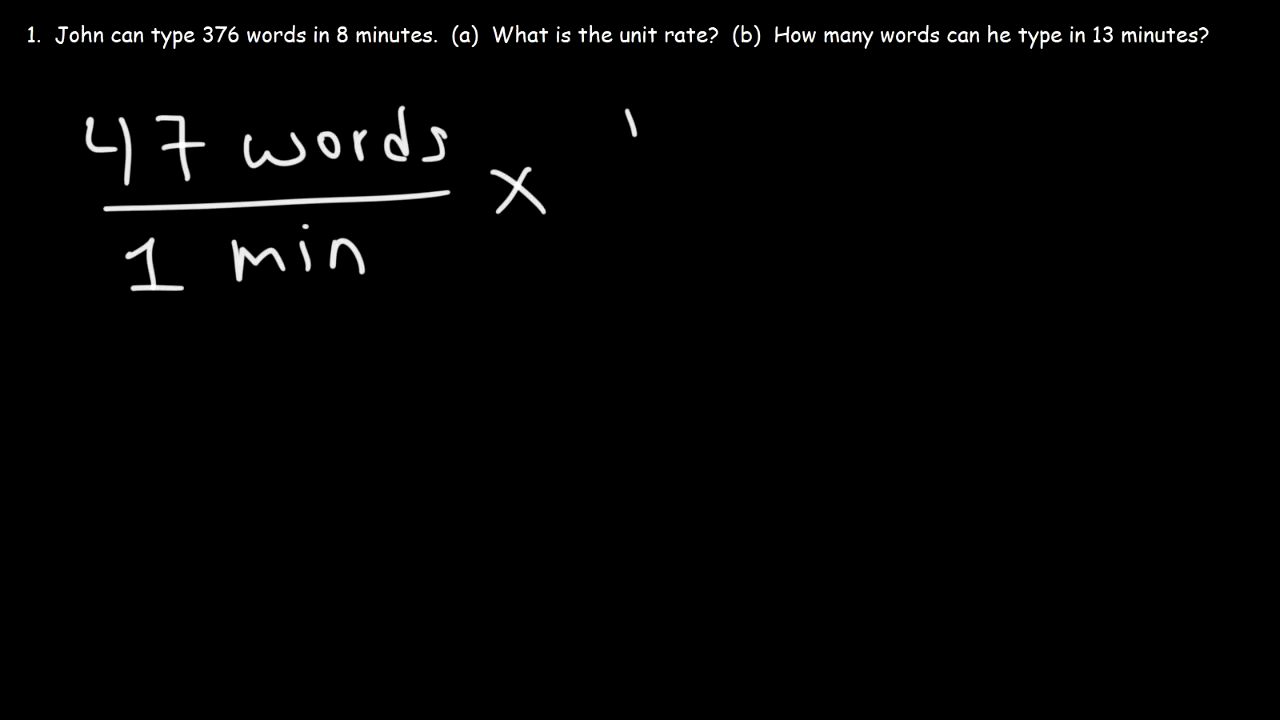 1. John can type 376 words in 8 minutes. (a) What is the unit rate? (b) How many words can he type in 13 minutes?
47 words ×
1 min